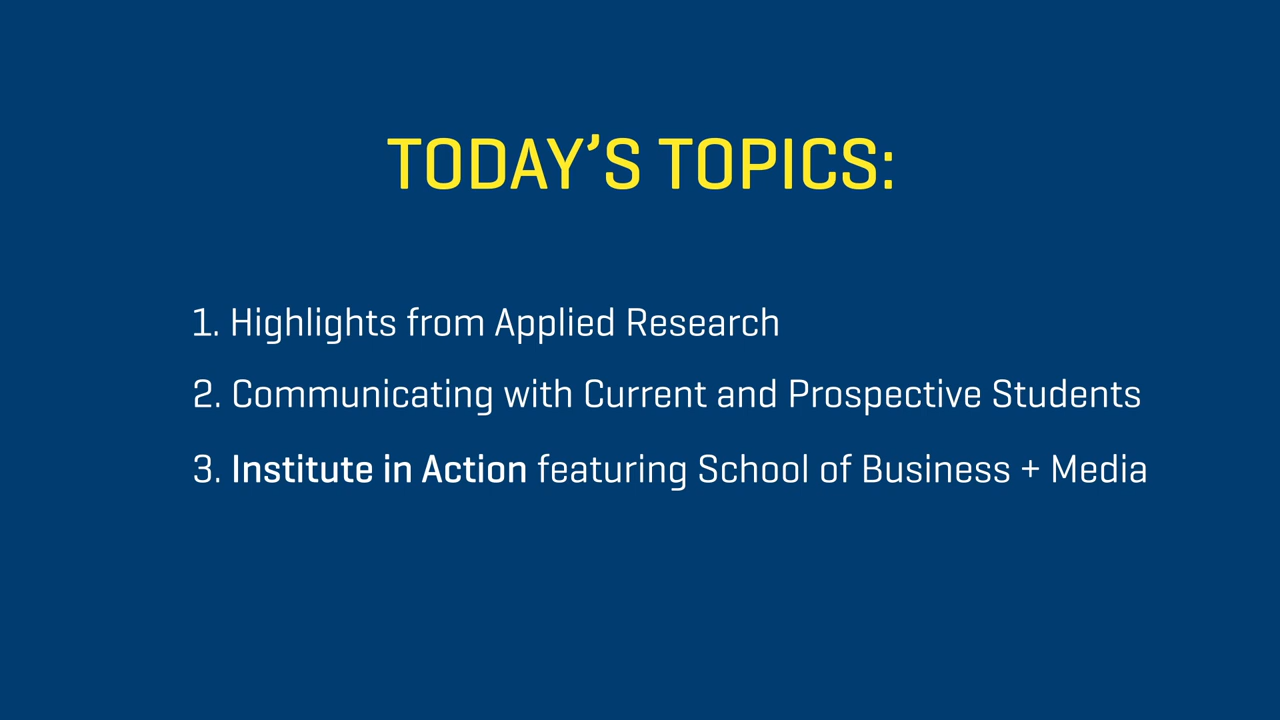 TODAY’S TOPICS:
1. Highlights from Applied Research
2. Communicating with Current and Prospective Students
3. Institute in Action featuring School of Business + Media